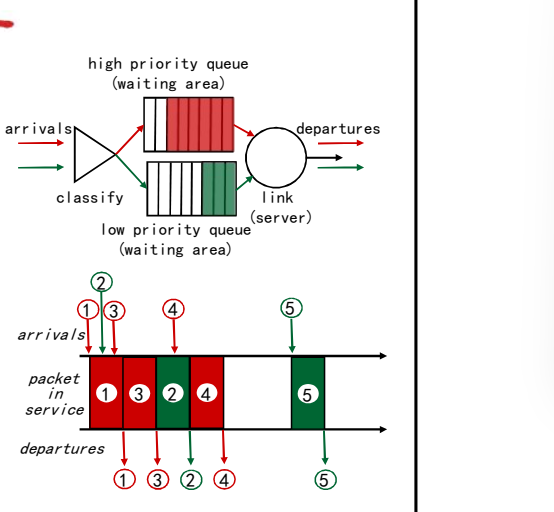 high priority queue
(waiting area)
arrivals
departures
classify
link
(server)
low priority queue
(waiting area)
2
1
3
4
5
arrivals
packet
in
service
1
3
2
4
5
departures
1
3
2
4
5